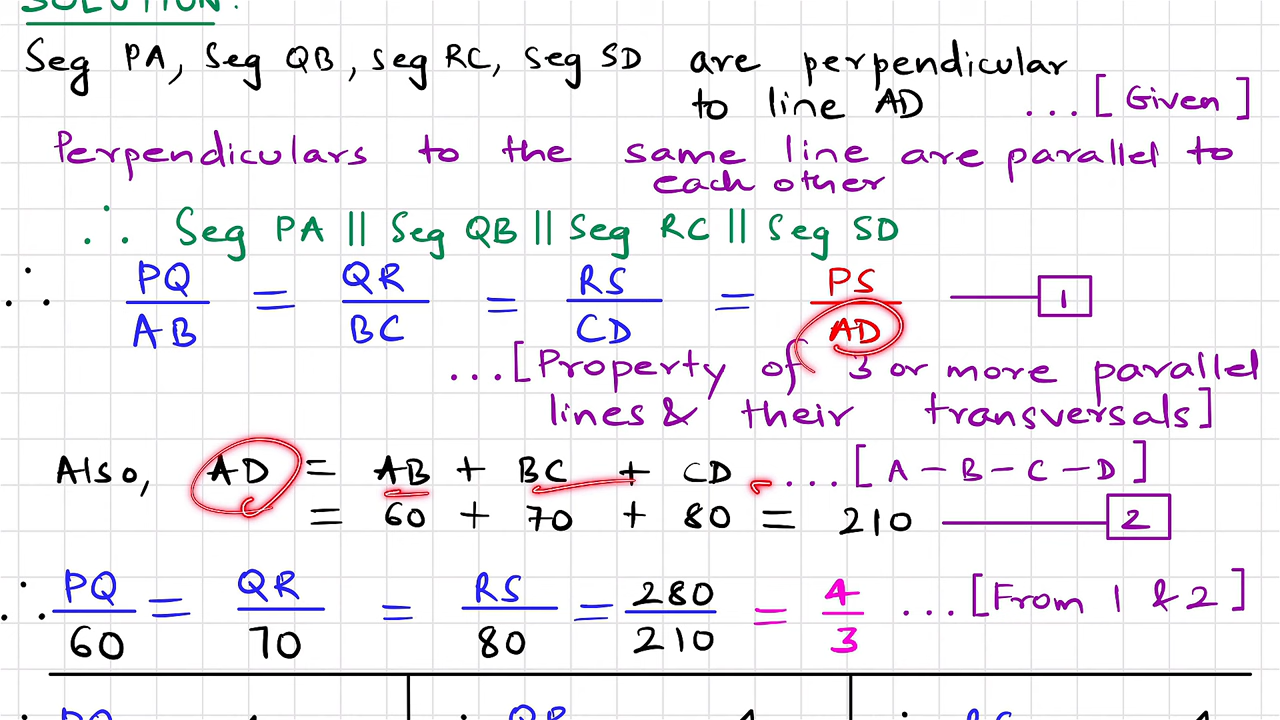 SOLUTION:
Seg PA, Seg QB, Seg RC, Seg SD are perpendicular
to line AD ...[Given]
Perpendiculars to the same line are parallel to
each other
∴ Seg PA || Seg QB || Seg RC || Seg SD
∴ PQ/AB = QR/BC = RS/CD = PS/AD — 1
...[Property of 3 or more parallel
lines & their transversals]
Also, AD = AB + BC + CD ...[A-B-C-D]
= 60 + 70 + 80 = 210 — 2
∴ PQ/60 = QR/70 = RS/80 = 280/210 = 4/3 ...[From 1 & 2]